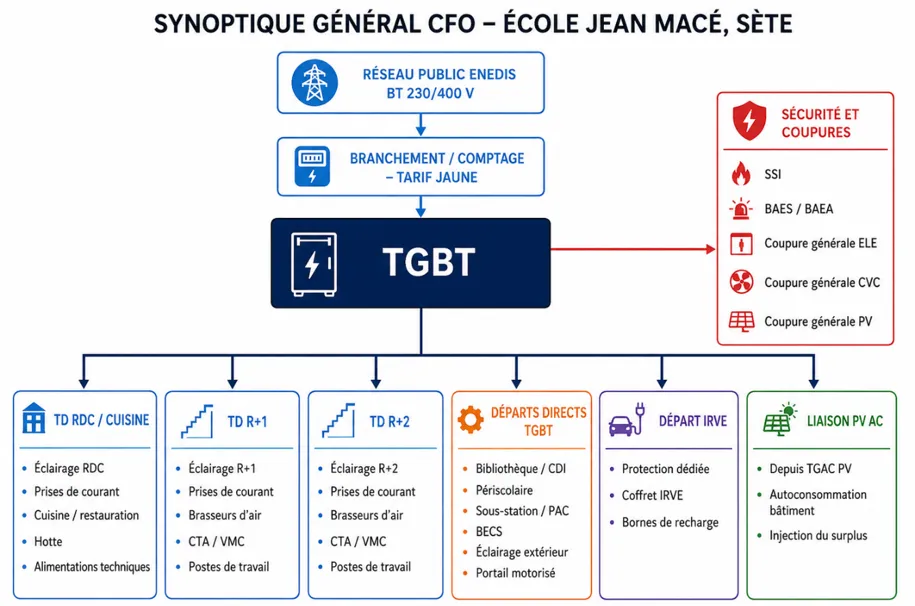 SYNOPTIQUE GÉNÉRAL CFO – ÉCOLE JEAN MACÉ, SÈTE
RÉSEAU PUBLIC ENEDIS
BT 230/400 V
BRANCHEMENT / COMPTAGE
– TARIF JAUNE
TGBT
SÉCURITÉ ET
COUPURES
SSI
BAES / BAEA
Coupure générale ELE
Coupure générale CVC
Coupure générale PV
TD RDC / CUISINE
• Éclairage RDC
• Prises de courant
• Cuisine / restauration
• Hotte
• Alimentations techniques
TD R+1
• Éclairage R+1
• Prises de courant
• Brasseurs d'air
• CTA / VMC
• Postes de travail
TD R+2
• Éclairage R+2
• Prises de courant
• Brasseurs d'air
• CTA / VMC
• Postes de travail
DÉPARTS DIRECTS
TGBT
• Bibliothèque / CDI
• Périscolaire
• Sous-station / PAC
• BECS
• Éclairage extérieur
• Portail motorisé
DÉPART IRVE
• Protection dédiée
• Coffret IRVE
• Bornes de recharge
LIAISON PV AC
• Depuis TGAC PV
• Autoconsommation
bâtiment
• Injection du surplus